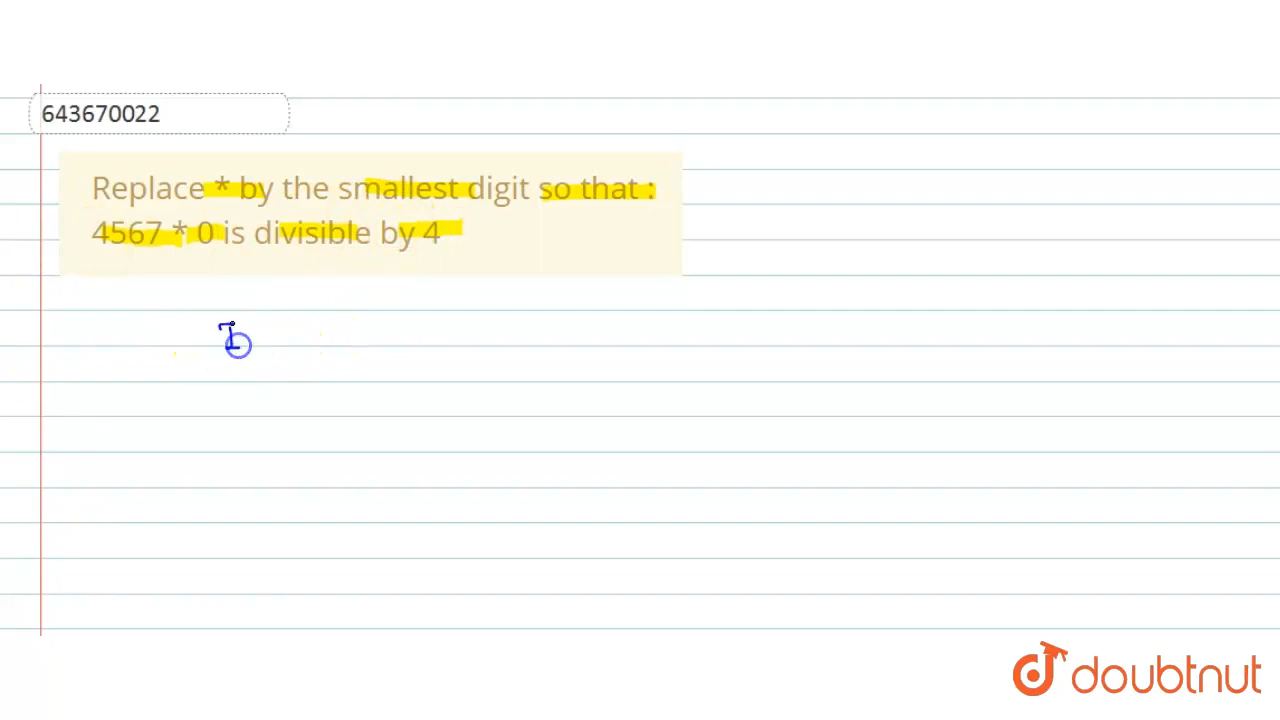 643670022
Replace * by the smallest digit so that :
4567 * 0 is divisible by 4
I
doubtnut